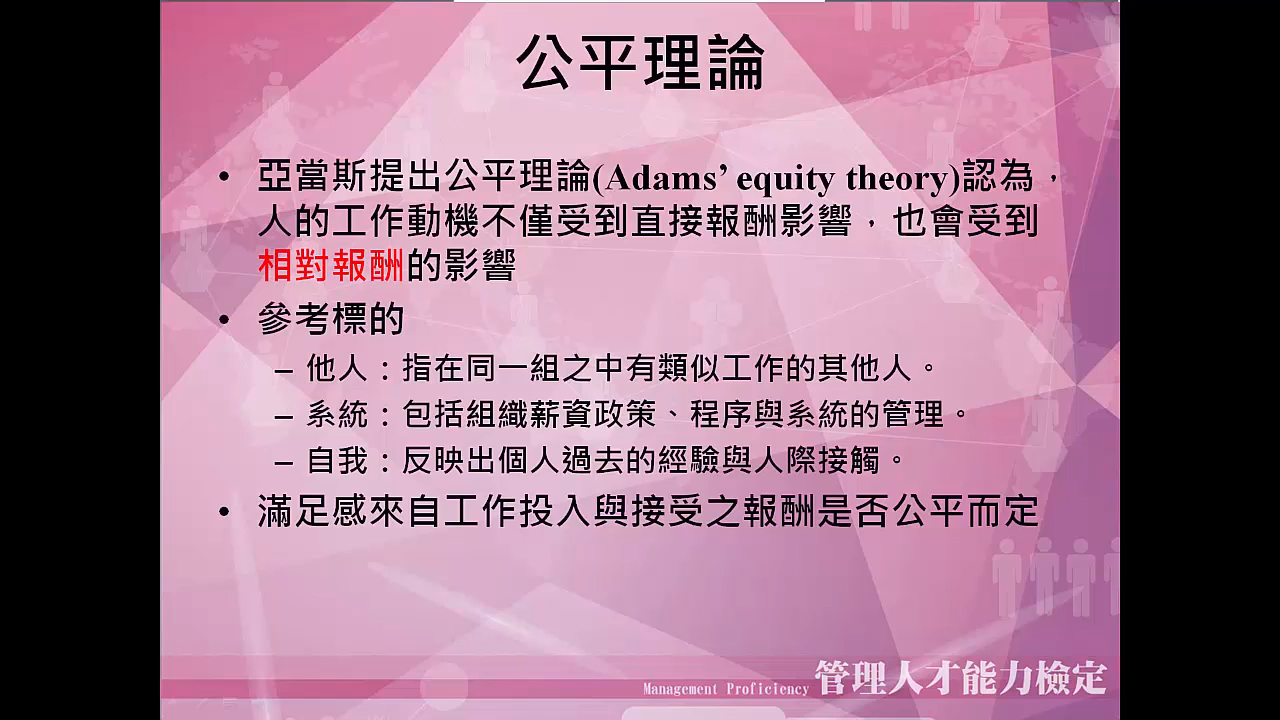 公平理論
• 亞當斯提出公平理論(Adams’ equity theory)認為，
人的工作動機不僅受到直接報酬影響，也會受到
相對報酬的影響
• 參考標的
– 他人：指在同一組之中有類似工作的其他人。
– 系統：包括組織薪資政策、程序與系統的管理。
– 自我：反映出個人過去的經驗與人際接觸。
• 滿足感來自工作投入與接受之報酬是否公平而定
Management Proficiency 管理人才能力檢定